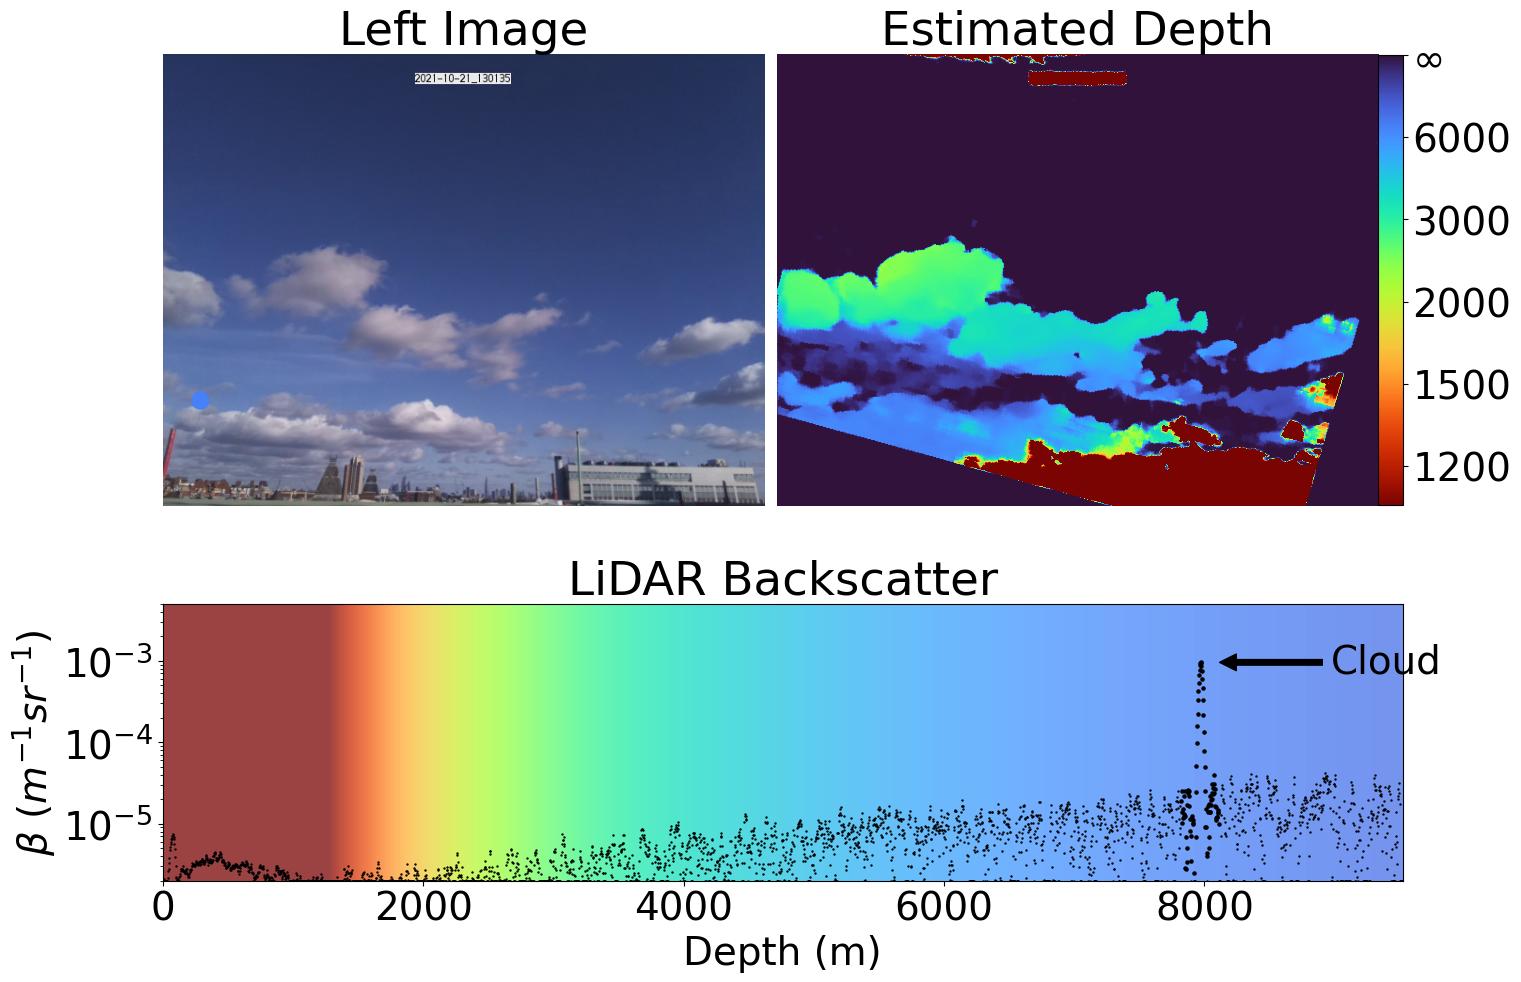 Left Image
Estimated Depth
2021-10-21_130135
∞
6000
3000
2000
1500
1200
LiDAR Backscatter
β (m⁻¹sr⁻¹)
10⁻³
10⁻⁴
10⁻⁵
Cloud
0 2000 4000 6000 8000
Depth (m)